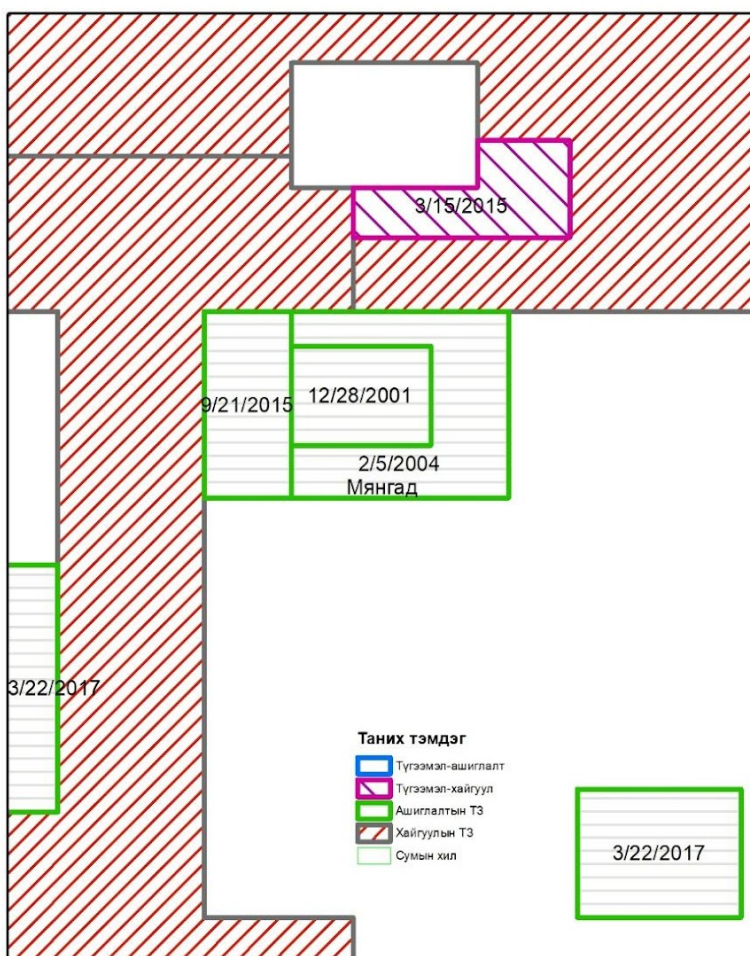 3/15/2015
9/21/2015
12/28/2001
2/5/2004
Мянгад
3/22/2017
Таних тэмдэг
Түгээмэл-ашиглалт
Түгээмэл-хайгуул
Ашиглалтын ТЗ
Хайгуулын ТЗ
Сумын хил
3/22/2017